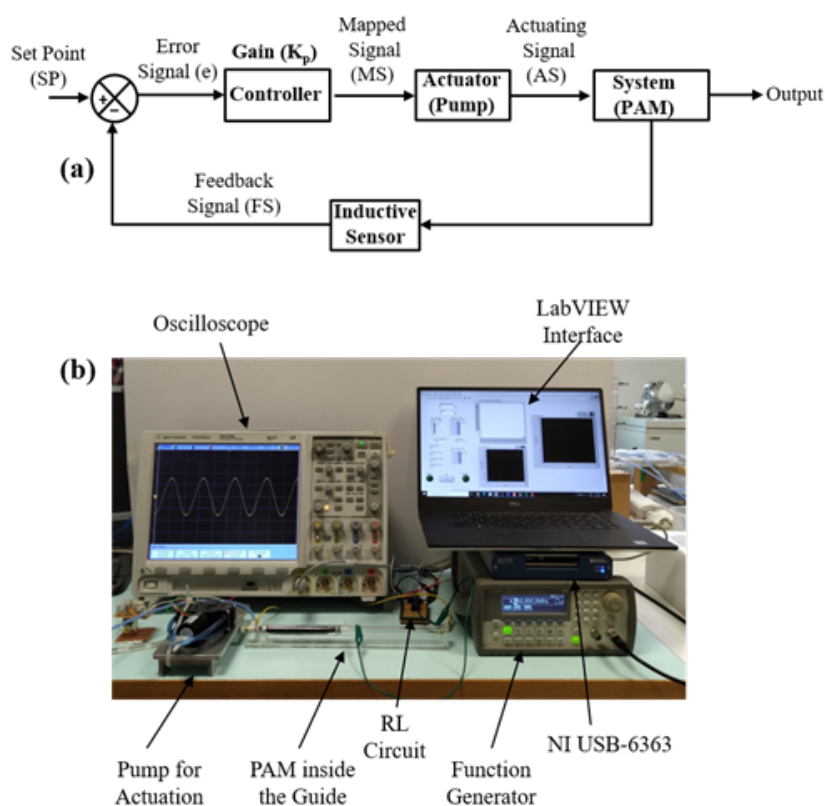 Set Point
(SP)
Error
Signal (e)
Gain (Kₚ)
Controller
Mapped
Signal
(MS)
Actuator
(Pump)
Actuating
Signal
(AS)
System
(PAM)
Output
+
−
(a)
Feedback
Signal (FS)
Inductive
Sensor
Oscilloscope
LabVIEW
Interface
(b)
DELL
Pump for
Actuation
PAM inside
the Guide
RL
Circuit
Function
Generator
NI USB-6363